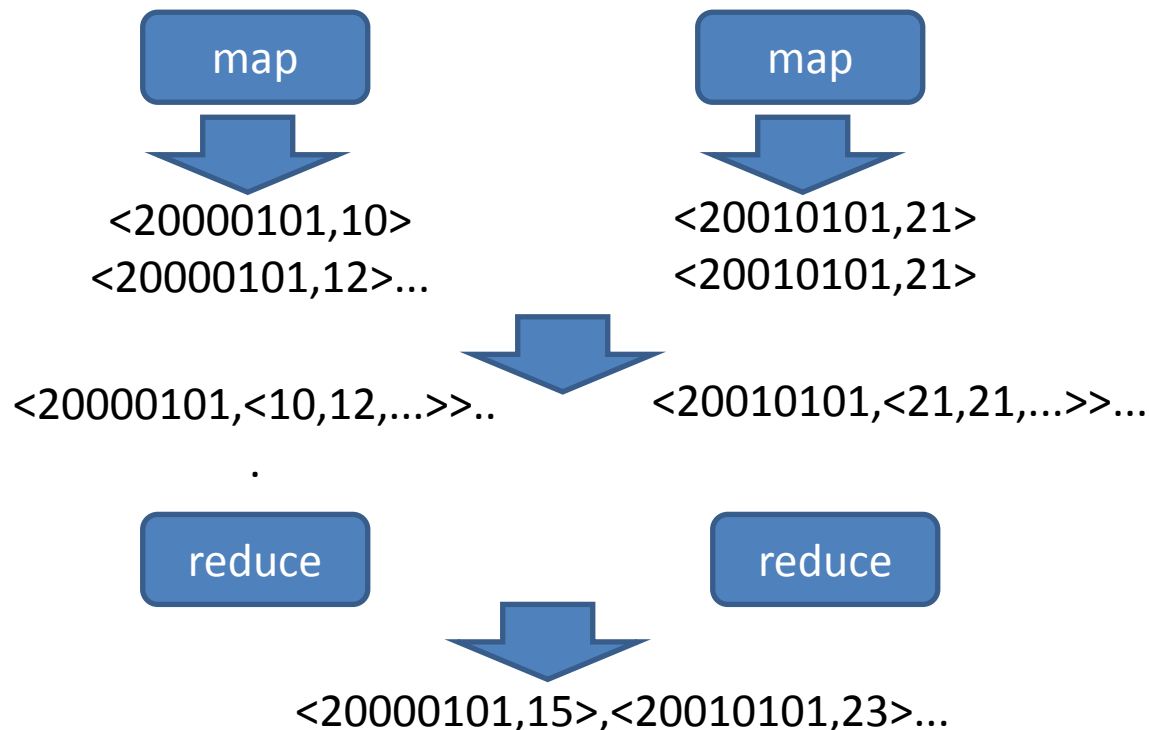 map
map
<20000101,10>
<20010101,21>
<20000101,12>...
<20010101,21>
<20000101,<10,12,...>>..
.
<20010101,<21,21,...>>...
reduce
reduce
<20000101,15>,<20010101,23>...